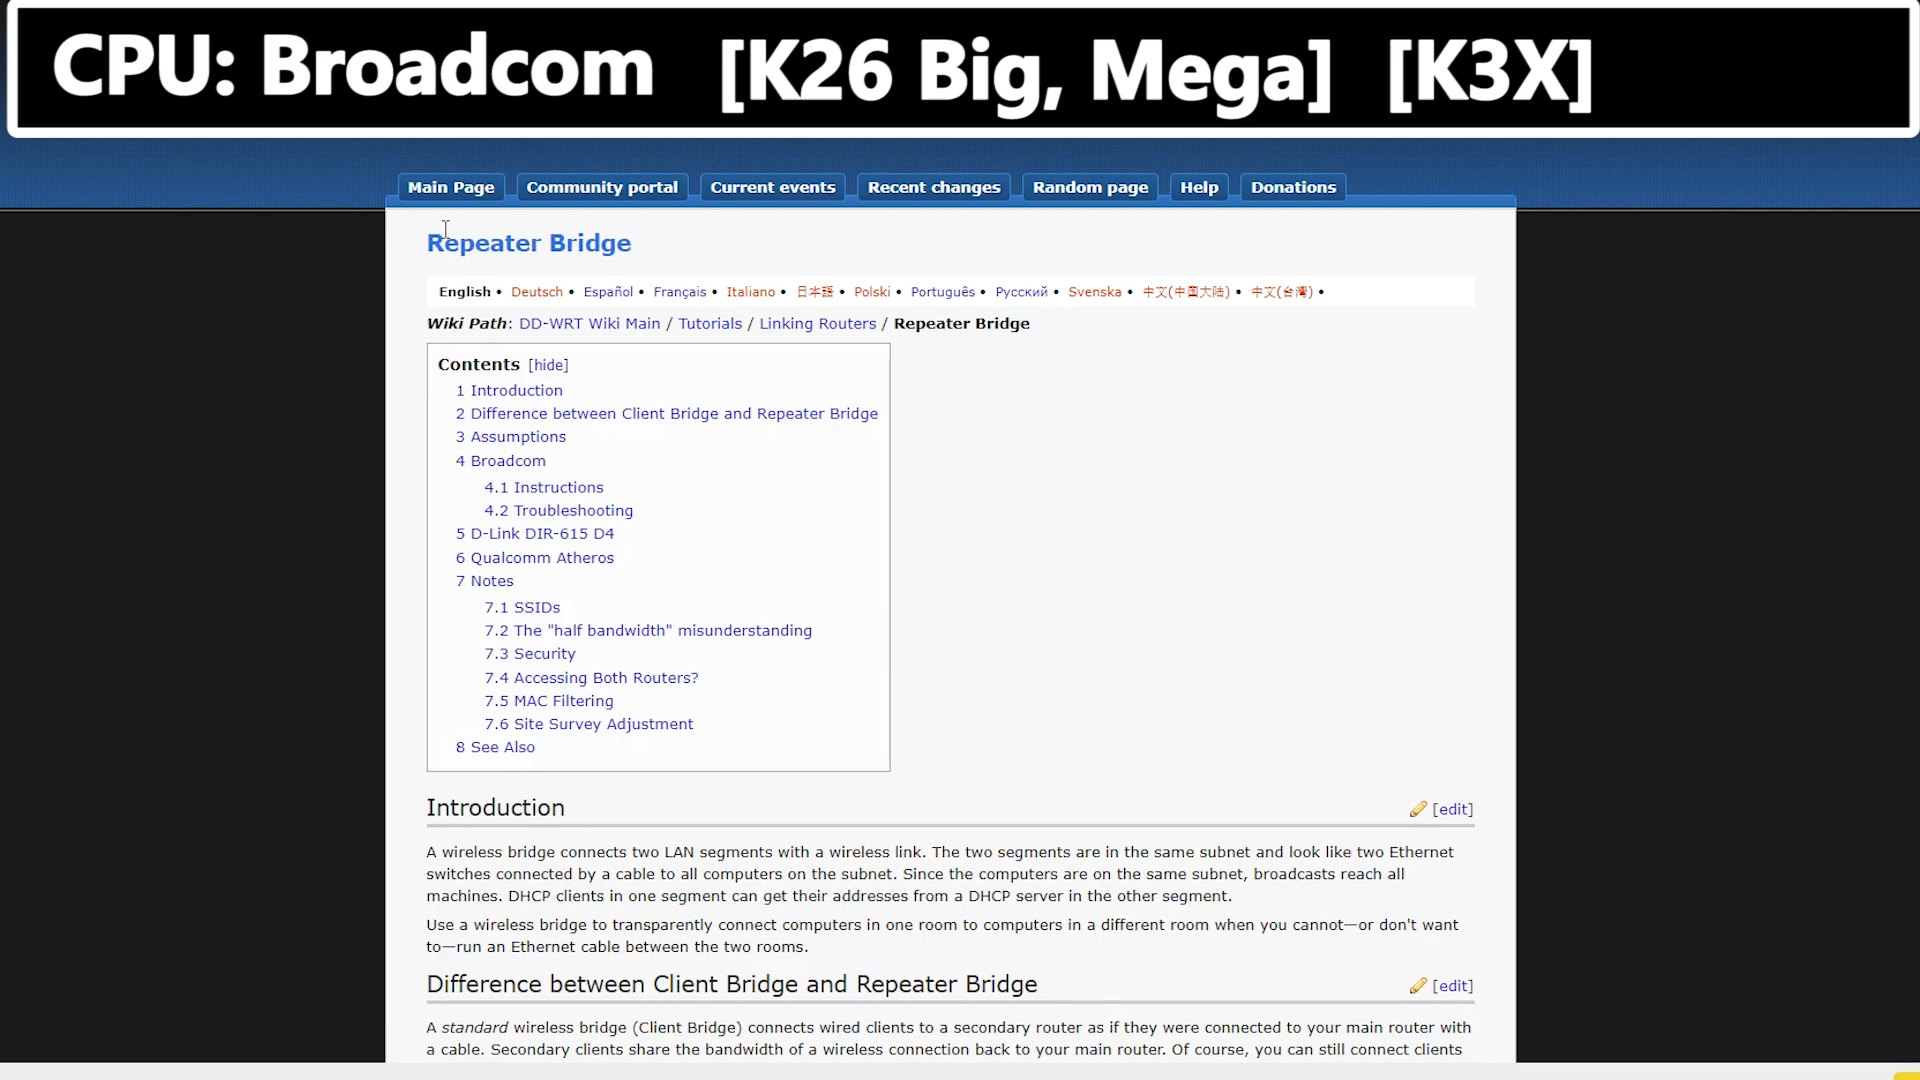 CPU: Broadcom [K26 Big, Mega] [K3X]
Main Page Community portal Current events Recent changes Random page Help Donations
Repeater Bridge
English • Deutsch • Español • Français • Italiano • 日本語 • Polski • Português • Русский • Svenska • 中文(中国大陆) • 中文(台灣) •
Wiki Path: DD-WRT Wiki Main / Tutorials / Linking Routers / Repeater Bridge
Contents [hide]
1 Introduction
2 Difference between Client Bridge and Repeater Bridge
3 Assumptions
4 Broadcom
4.1 Instructions
4.2 Troubleshooting
5 D-Link DIR-615 D4
6 Qualcomm Atheros
7 Notes
7.1 SSIDs
7.2 The "half bandwidth" misunderstanding
7.3 Security
7.4 Accessing Both Routers?
7.5 MAC Filtering
7.6 Site Survey Adjustment
8 See Also
Introduction [edit]
A wireless bridge connects two LAN segments with a wireless link. The two segments are in the same subnet and look like two Ethernet
switches connected by a cable to all computers on the subnet. Since the computers are on the same subnet, broadcasts reach all
machines. DHCP clients in one segment can get their addresses from a DHCP server in the other segment.
Use a wireless bridge to transparently connect computers in one room to computers in a different room when you cannot—or don't want
to—run an Ethernet cable between the two rooms.
Difference between Client Bridge and Repeater Bridge [edit]
A standard wireless bridge (Client Bridge) connects wired clients to a secondary router as if they were connected to your main router with
a cable. Secondary clients share the bandwidth of a wireless connection back to your main router. Of course, you can still connect clients